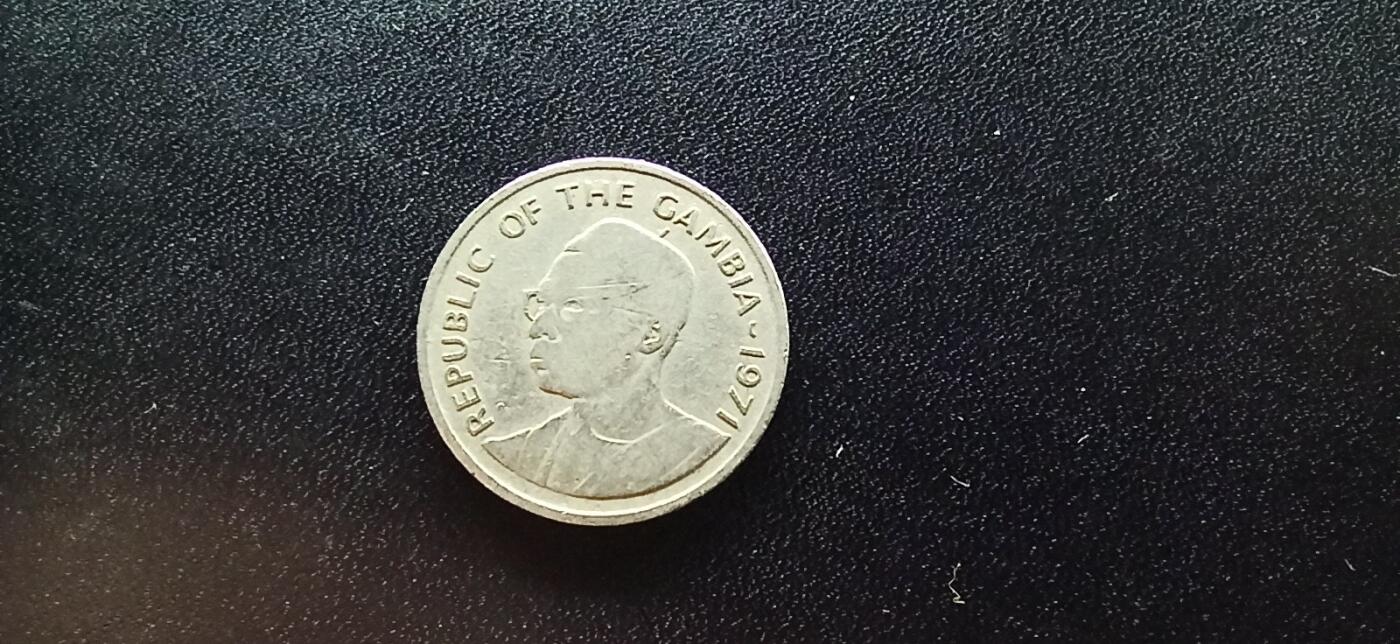 REPUBLIC OF THE GAMBIA - 1971